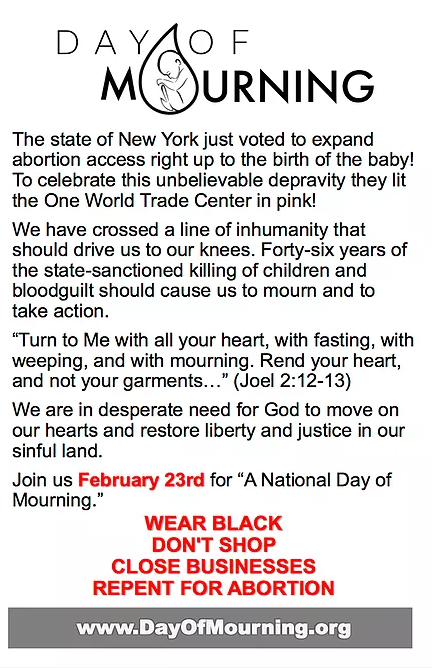 DAY OF
MOURNING
The state of New York just voted to expand
abortion access right up to the birth of the baby!
To celebrate this unbelievable depravity they lit
the One World Trade Center in pink!
We have crossed a line of inhumanity that
should drive us to our knees. Forty-six years of
the state-sanctioned killing of children and
bloodguilt should cause us to mourn and to
take action.
“Turn to Me with all your heart, with fasting, with
weeping, and with mourning. Rend your heart,
and not your garments…” (Joel 2:12-13)
We are in desperate need for God to move on
our hearts and restore liberty and justice in our
sinful land.
Join us February 23rd for “A National Day of
Mourning.”
WEAR BLACK
DON'T SHOP
CLOSE BUSINESSES
REPENT FOR ABORTION
www.DayOfMourning.org